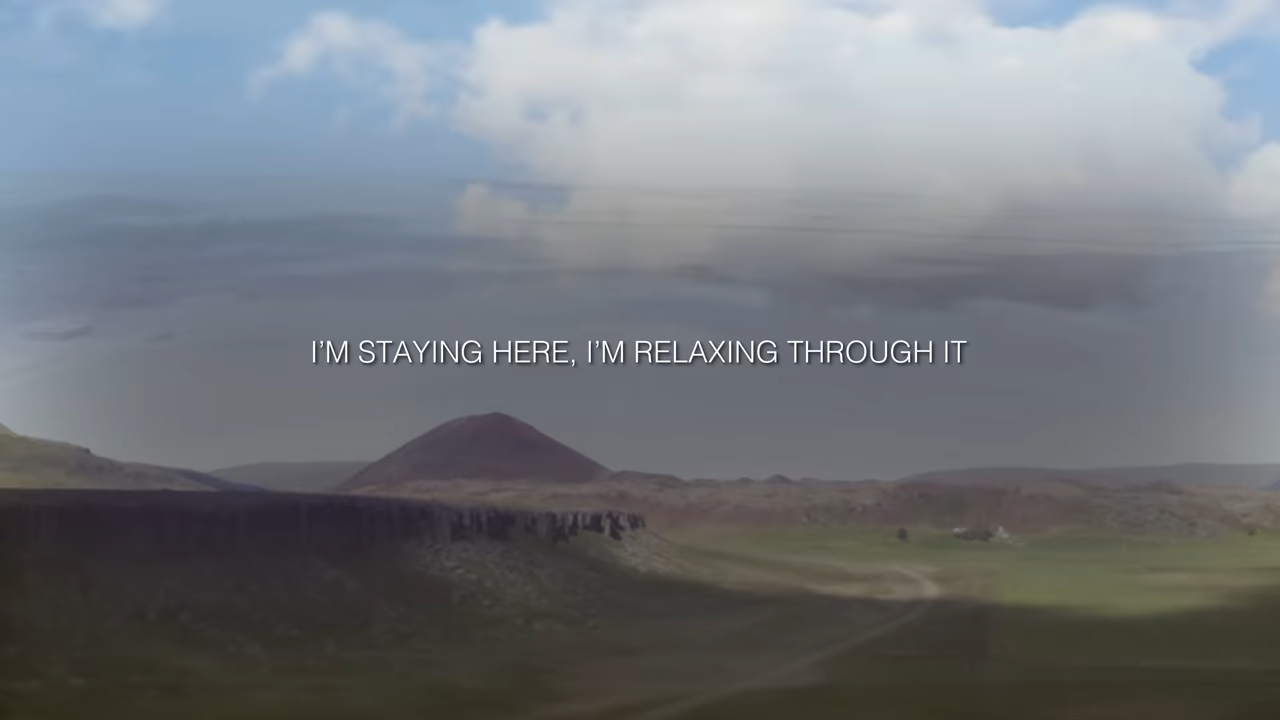 I’M STAYING HERE, I’M RELAXING THROUGH IT